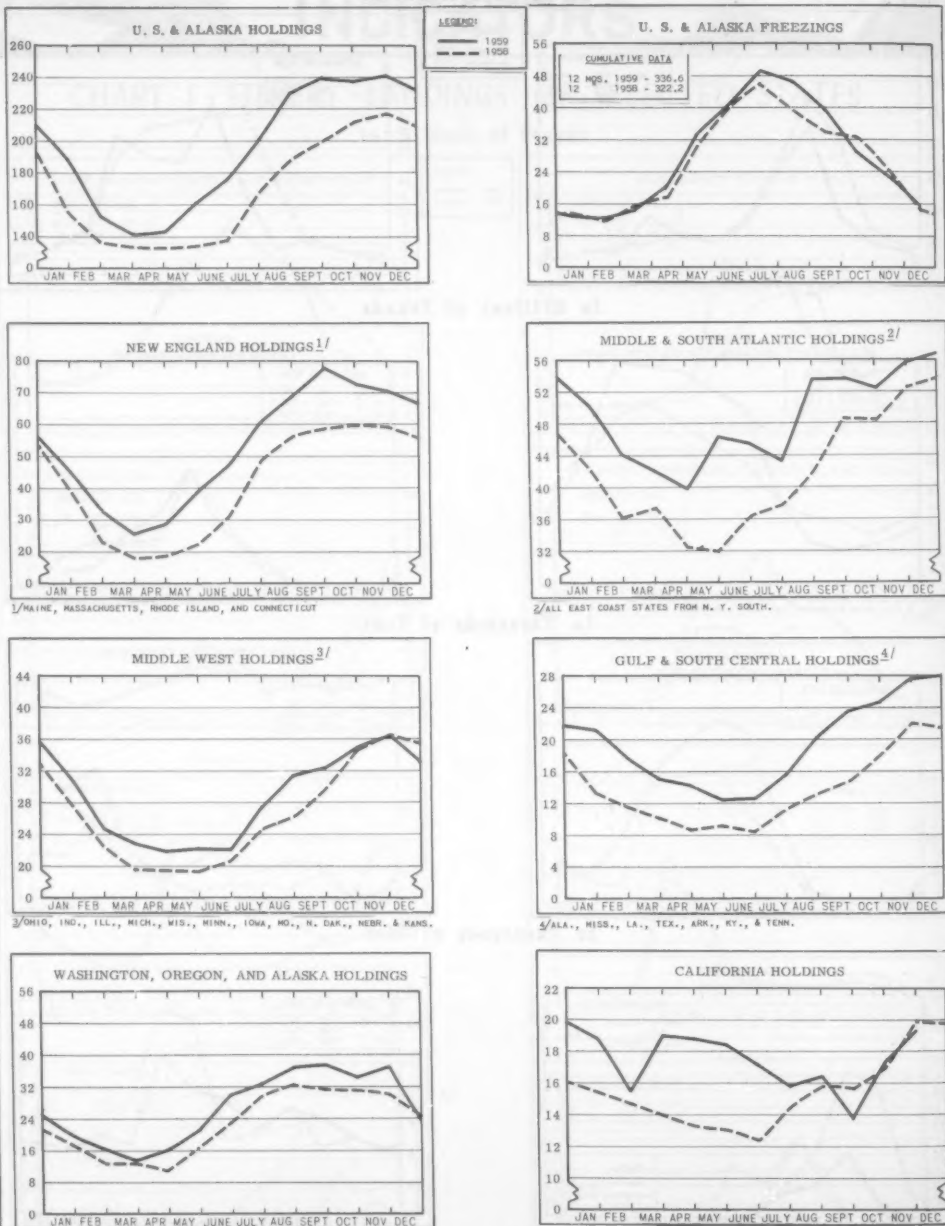 LEGEND:
1959
1958
U. S. & ALASKA HOLDINGS
260
240
220
200
180
160
140
0
JAN FEB MAR APR MAY JUNE JULY AUG SEPT OCT NOV DEC
U. S. & ALASKA FREEZINGS
CUMULATIVE DATA
12 MOS. 1959 - 336.6
12 " 1958 - 322.2
56
48
40
32
24
16
8
0
JAN FEB MAR APR MAY JUNE JULY AUG SEPT OCT NOV DEC
NEW ENGLAND HOLDINGS 1/
80
70
60
50
40
30
20
0
JAN FEB MAR APR MAY JUNE JULY AUG SEPT OCT NOV DEC
1/MAINE, MASSACHUSETTS, RHODE ISLAND, AND CONNECTICUT
MIDDLE & SOUTH ATLANTIC HOLDINGS 2/
56
52
48
44
40
36
32
0
JAN FEB MAR APR MAY JUNE JULY AUG SEPT OCT NOV DEC
2/ALL EAST COAST STATES FROM N. Y. SOUTH.
MIDDLE WEST HOLDINGS 3/
44
36
36
32
28
24
20
0
JAN FEB MAR APR MAY JUNE JULY AUG SEPT OCT NOV DEC
3/OHIO, IND., ILL., MICH., WIS., MINN., IOWA, MO., N. DAK., NEBR. & KANS.
GULF & SOUTH CENTRAL HOLDINGS 4/
28
24
20
16
12
8
4
0
JAN FEB MAR APR MAY JUNE JULY AUG SEPT OCT NOV DEC
4/ALA., MISS., LA., TEX., ARK., KY., & TENN.
WASHINGTON, OREGON, AND ALASKA HOLDINGS
56
48
40
32
24
16
8
0
JAN FEB MAR APR MAY JUNE JULY AUG SEPT OCT NOV DEC
CALIFORNIA HOLDINGS
22
20
18
16
14
12
10
0
JAN FEB MAR APR MAY JUNE JULY AUG SEPT OCT NOV DEC